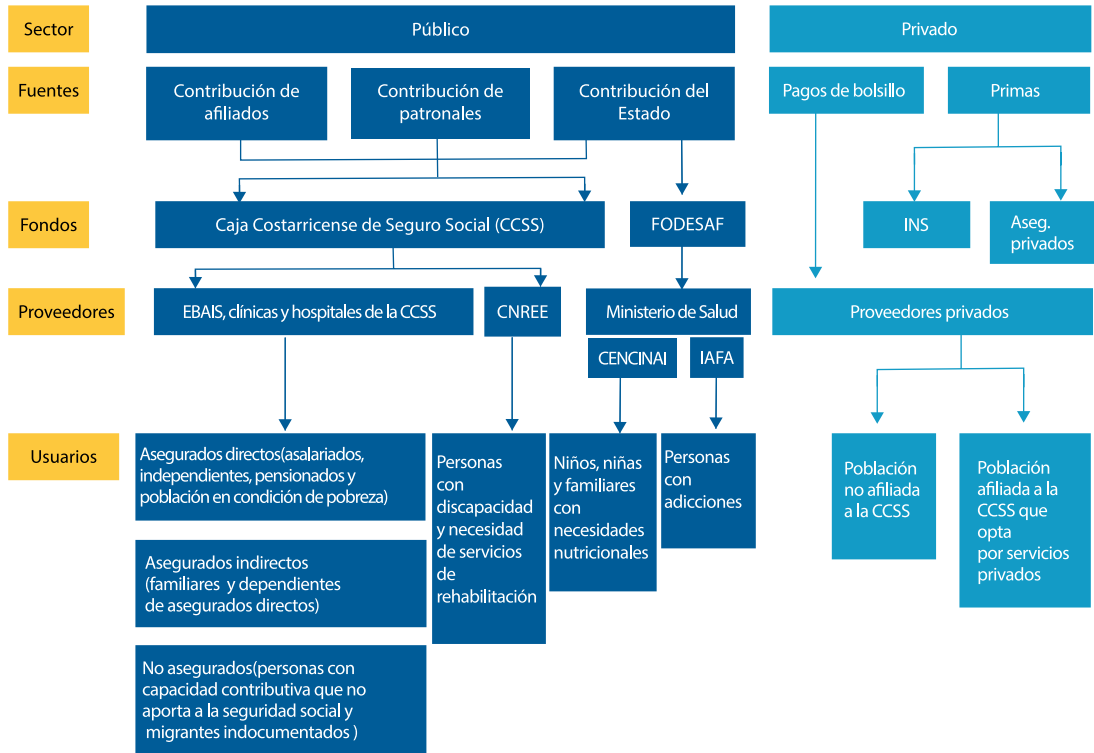 Sector
Público
Privado
Fuentes
Contribución de
afiliados
Contribución de
patronales
Contribución del
Estado
Pagos de bolsillo
Primas
Fondos
Caja Costarricense de Seguro Social (CCSS)
FODESAF
INS
Aseg.
privados
Proveedores
EBAIS, clínicas y hospitales de la CCSS
CNREE
Ministerio de Salud
Proveedores privados
CENCINAI
IAFA
Usuarios
Asegurados directos(asalariados,
independientes, pensionados y
población en condición de pobreza)
Asegurados indirectos
(familiares y dependientes
de asegurados directos)
No asegurados(personas con
capacidad contributiva que no
aporta a la seguridad social y
migrantes indocumentados )
Personas
con
discapacidad
y necesidad
de servicios
de
rehabilitación
Niños, niñas
y familiares
con
necesidades
nutricionales
Personas
con
adicciones
Población
no afiliada
a la CCSS
Población
afiliada a la
CCSS que
opta
por servicios
privados